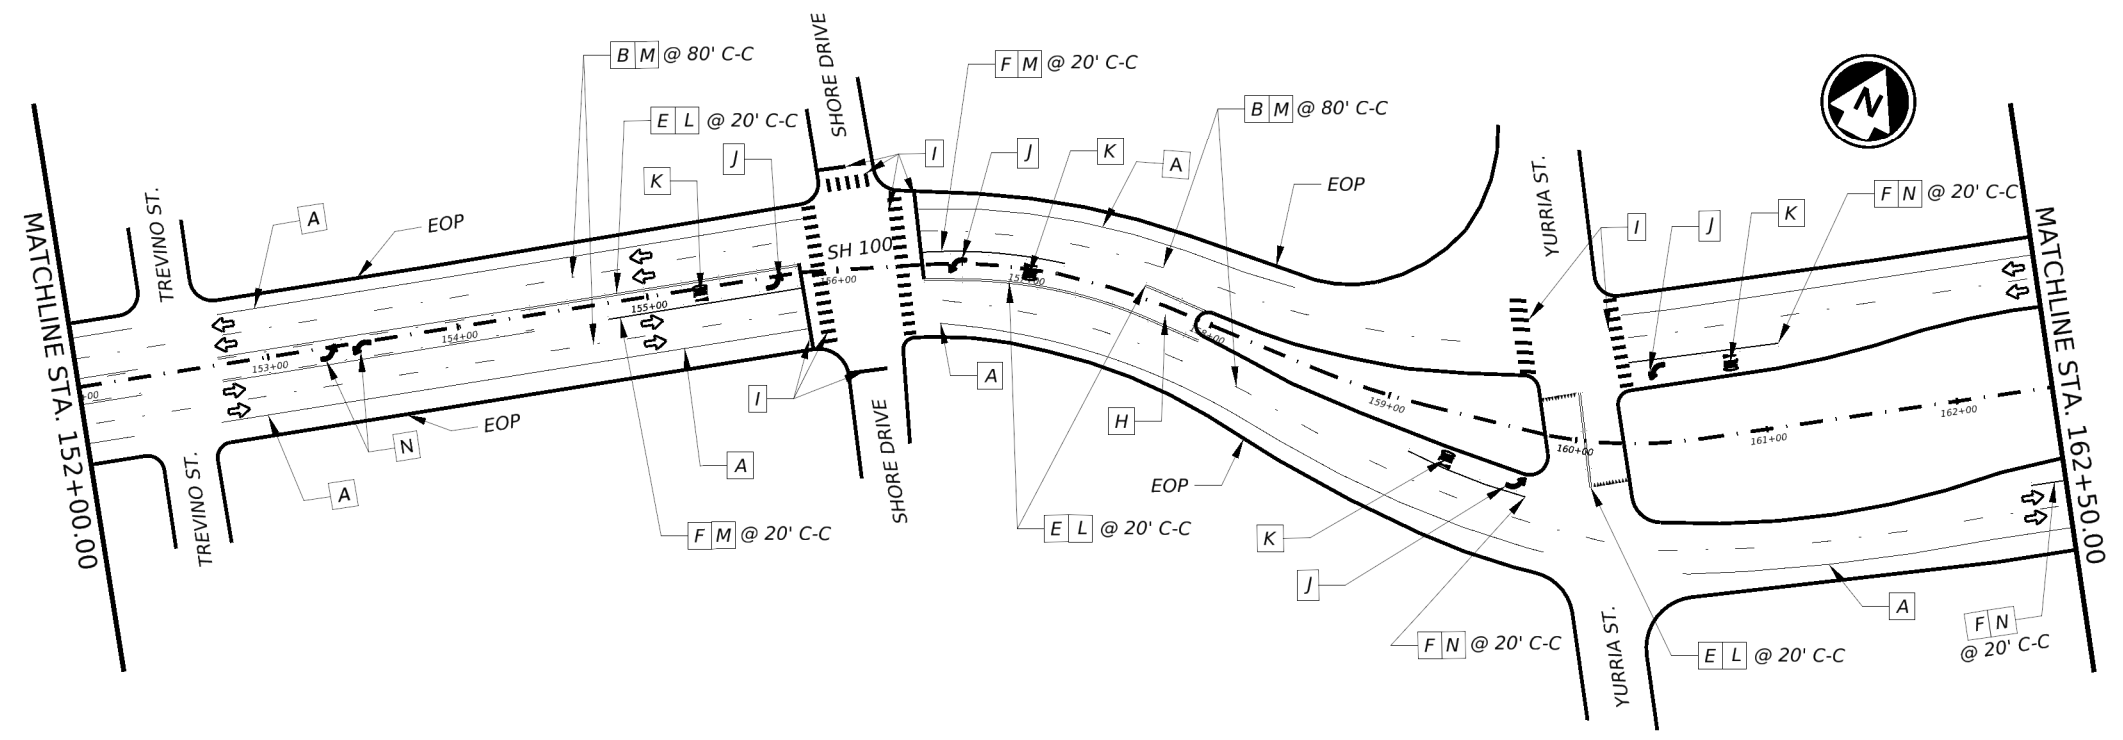 MATCHLINE STA. 152+00.00
TREVINO ST.
TREVINO ST.
A
EOP
B M @ 80' C-C
E L @ 20' C-C
K
J
SHORE DRIVE
I
F M @ 20' C-C
J
K
A
B M @ 80' C-C
EOP
YURRIA ST.
I
J
K
F N @ 20' C-C
N
MATCHLINE STA. 162+50.00
SH 100
+00
153+00
154+00
155+00
156+00
159+00
160+00
161+00
162+00
A
N
EOP
A
F M @ 20' C-C
I
SHORE DRIVE
A
H
E L @ 20' C-C
EOP
K
J
F N @ 20' C-C
YURRIA ST.
E L @ 20' C-C
A
F N
@ 20' C-C